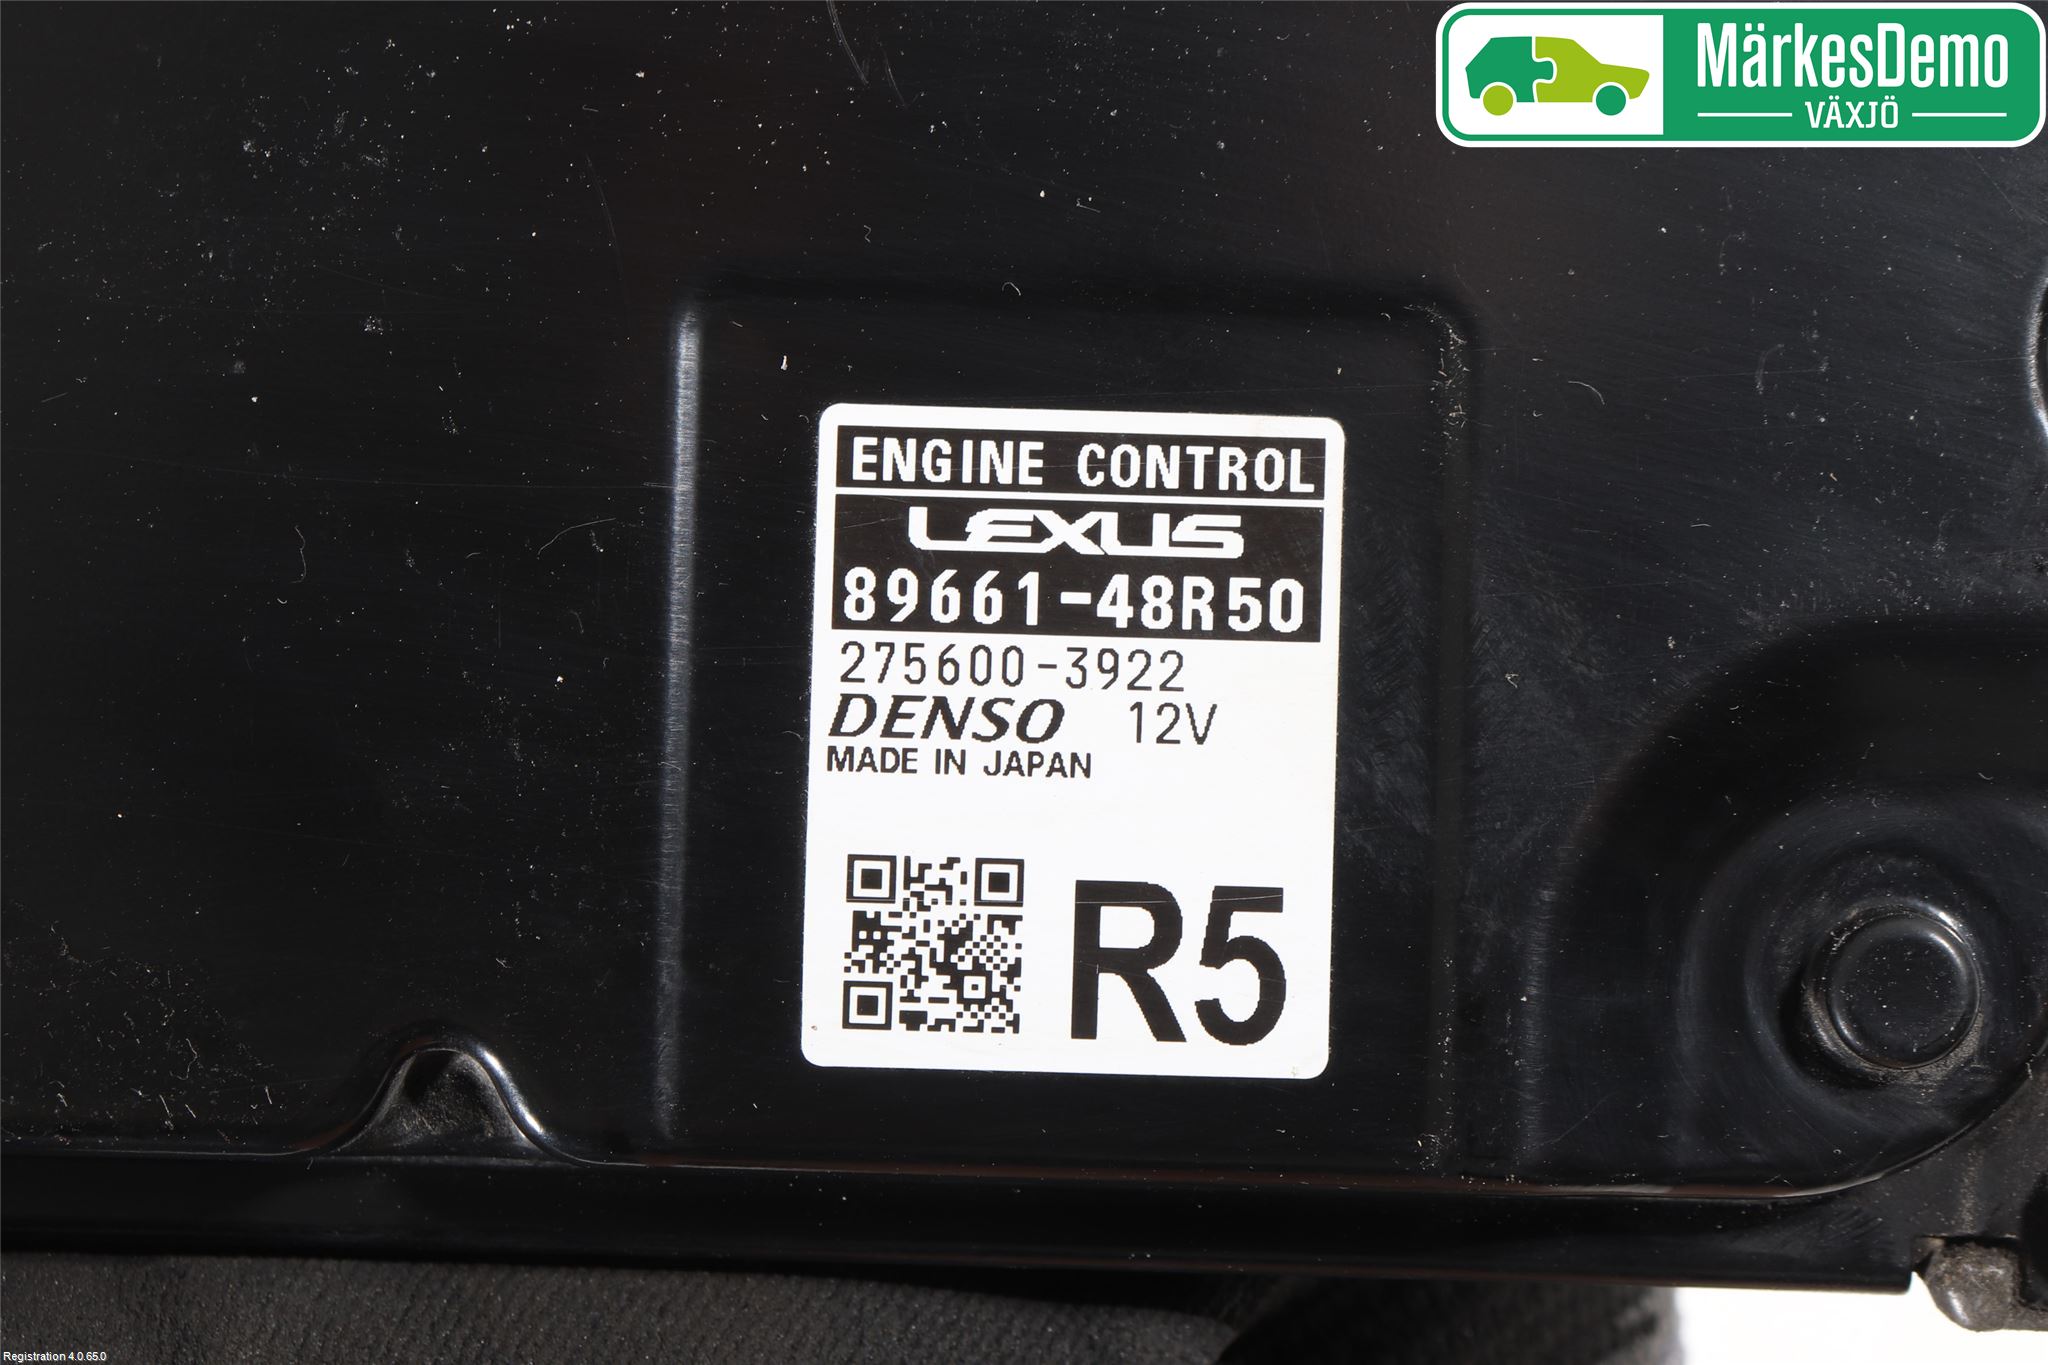 MärkesDemo
VÄXJÖ
ENGINE CONTROL
LEXUS
89661-48R50
275600-3922
DENSO 12V
MADE IN JAPAN
R5
Registration 4.0.65.0